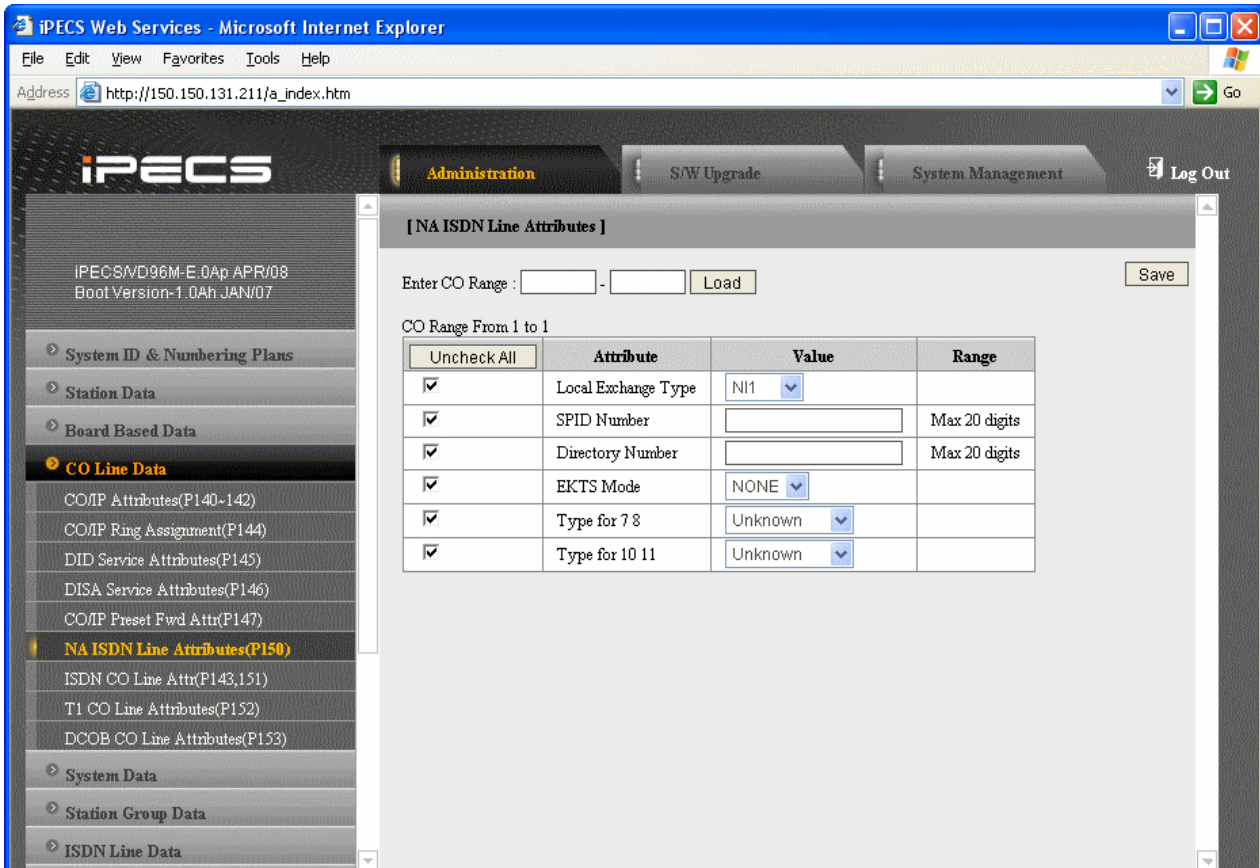 iPECS Web Services - Microsoft Internet Explorer
File Edit View Favorites Tools Help
Address http://150.150.131.211/a_index.htm Go
iPECS
Administration S/W Upgrade System Management Log Out
iPECS/VD96M-E.0Ap APR/08
Boot Version-1.0Ah JAN/07
System ID & Numbering Plans
Station Data
Board Based Data
CO Line Data
CO/IP Attributes(P140~142)
CO/IP Ring Assignment(P144)
DID Service Attributes(P145)
DISA Service Attributes(P146)
CO/IP Preset Fwd Attr(P147)
NA ISDN Line Attributes(P150)
ISDN CO Line Attr(P143,151)
T1 CO Line Attributes(P152)
DCOB CO Line Attributes(P153)
System Data
Station Group Data
ISDN Line Data
[ NA ISDN Line Attributes ]
Enter CO Range : - Load Save
CO Range From 1 to 1
Uncheck All Attribute Value Range
Local Exchange Type NI1
SPID Number Max 20 digits
Directory Number Max 20 digits
EKTS Mode NONE
Type for 7 8 Unknown
Type for 10 11 Unknown